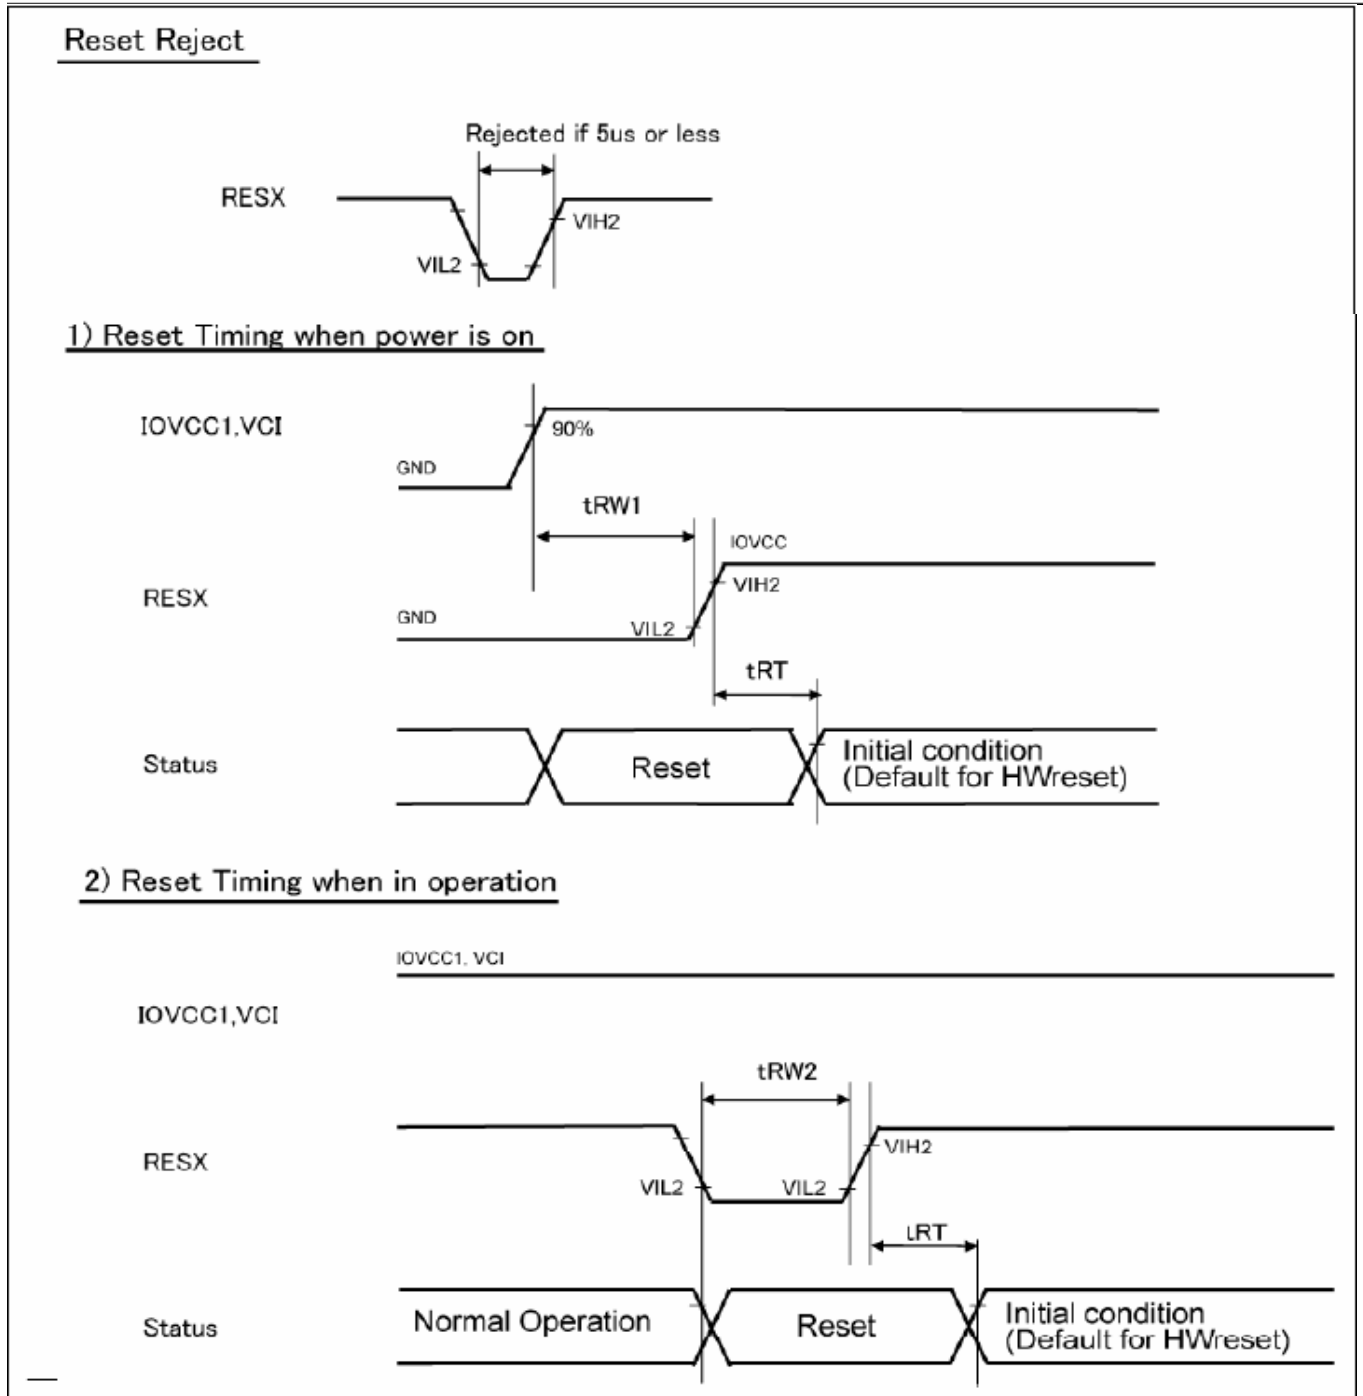 Reset Reject
Rejected if 5us or less
RESX
VIH2
VIL2
1) Reset Timing when power is on
IOVCC1,VCI
90%
GND
tRW1
IOVCC
RESX
VIH2
GND
VIL2
tRT
Status
Reset
Initial condition
(Default for HWreset)
2) Reset Timing when in operation
IOVCC1, VCI
IOVCC1,VCI
tRW2
RESX
VIH2
VIL2
VIL2
tRT
Status
Normal Operation
Reset
Initial condition
(Default for HWreset)